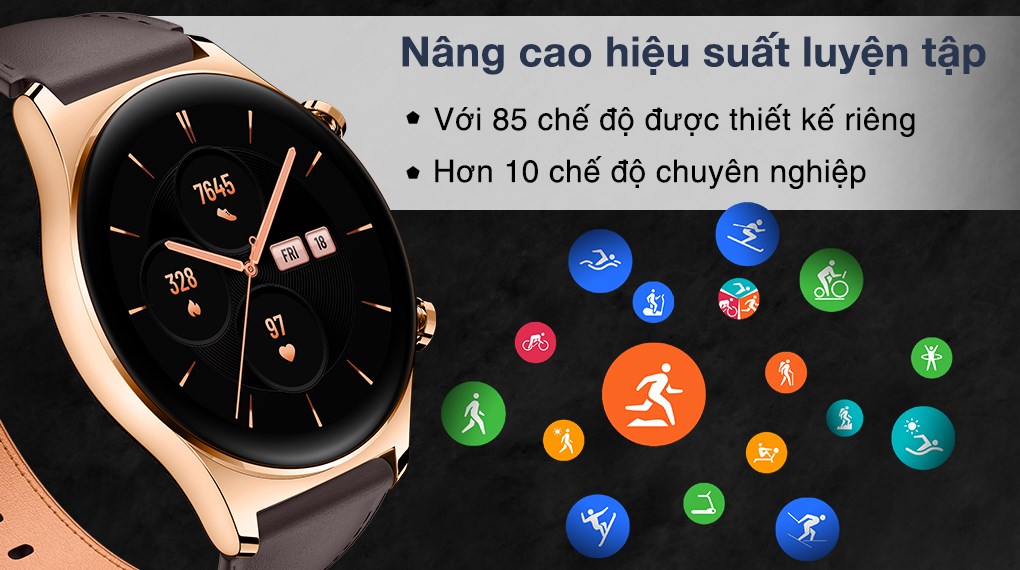 Nâng cao hiệu suất luyện tập
Với 85 chế độ được thiết kế riêng
Hơn 10 chế độ chuyên nghiệp
7645
FRI 18
328
97